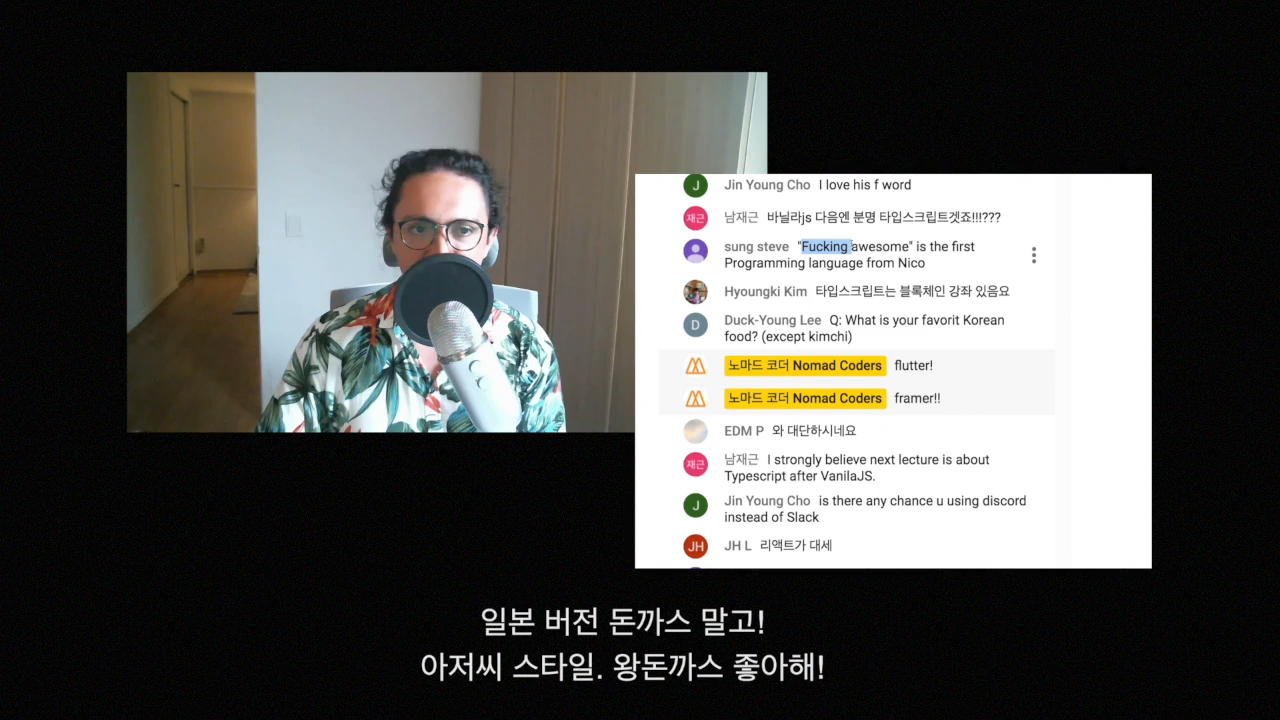 J Jin Young Cho I love his f word
재근 남재근 바닐라js 다음엔 분명 타입스크립트겟죠!!!???
sung steve "Fucking awesome" is the first
Programming language from Nico
Hyoungki Kim 타입스크립트는 블록체인 강좌 있음요
D Duck-Young Lee Q: What is your favorit Korean
food? (except kimchi)
노마드 코더 Nomad Coders flutter!
노마드 코더 Nomad Coders framer!!
EDM P 와 대단하시네요
재근 남재근 I strongly believe next lecture is about
Typescript after VanilaJS.
J Jin Young Cho is there any chance u using discord
instead of Slack
JH JH L 리액트가 대세
일본 버전 돈까스 말고!
아저씨 스타일. 왕돈까스 좋아해!